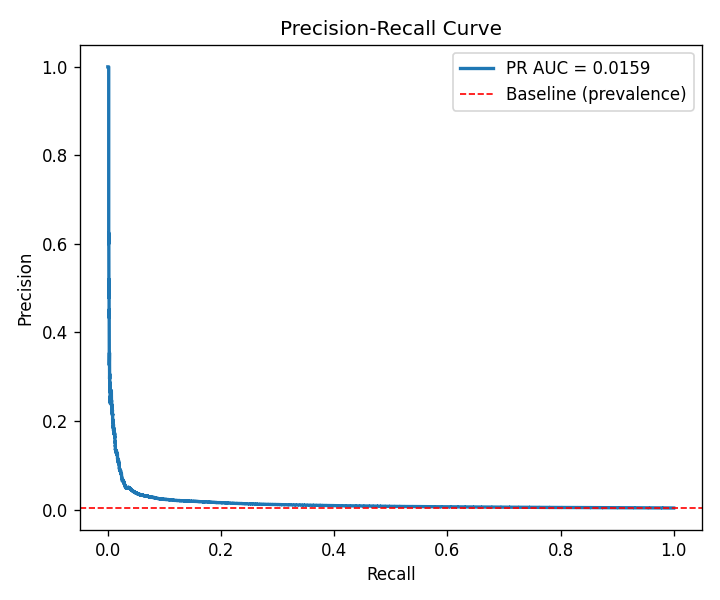 Precision-Recall Curve
PR AUC = 0.0159
Baseline (prevalence)
1.0
0.8
0.6
0.4
0.2
0.0
Precision
0.0 0.2 0.4 0.6 0.8 1.0
Recall